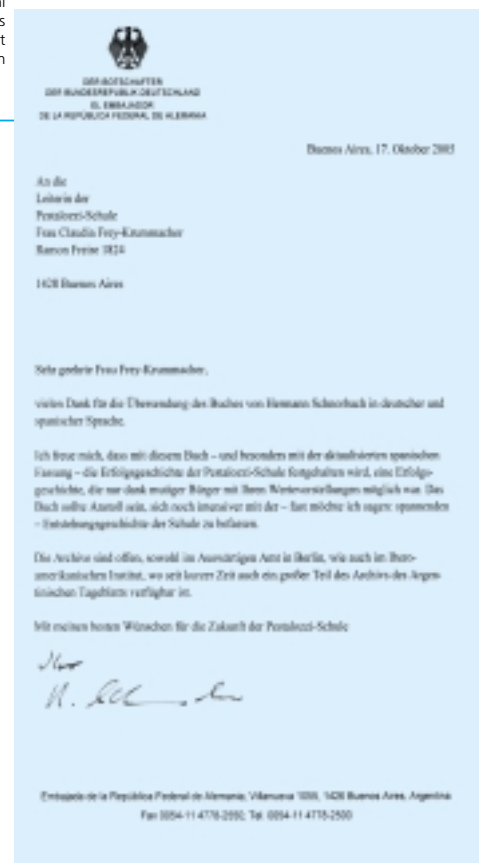 al
s
t
n
DER BOTSCHAFTER
DER BUNDESREPUBLIK DEUTSCHLAND
EL EMBAJADOR
DE LA REPÚBLICA FEDERAL DE ALEMANIA
Buenos Aires, 17. Oktober 2005
An die
Leiterin der
Pestalozzi-Schule
Frau Claudia Frey-Krummacher
Ramon Freire 1824
1428 Buenos Aires
Sehr geehrte Frau Frey-Krummacher,
vielen Dank für die Übersendung des Buches von Hermann Schnorbach in deutscher und
spanischer Sprache.
Ich freue mich, dass mit diesem Buch – und besonders mit der aktualisierten spanischen
Fassung – die Erfolgsgeschichte der Pestalozzi-Schule festgehalten wird, eine Erfolgs-
geschichte, die nur dank mutiger Bürger mit Ihren Wertevorstellungen möglich war. Das
Buch sollte Anstoß sein, sich noch intensiver mit der – fast möchte ich sagen: spannenden
– Entstehungsgeschichte der Schule zu befassen.
Die Archive sind offen, sowohl im Auswärtigen Amt in Berlin, wie auch im Ibero-
amerikanischen Institut, wo seit kurzer Zeit auch ein großer Teil des Archivs des Argen-
tinischen Tageblatts verfügbar ist.
Mit meinen besten Wünschen für die Zukunft der Pestalozzi-Schule
Ihr
Embajada de la República Federal de Alemania, Villanueva 1055, 1426 Buenos Aires, Argentina
Fax 0054-11-4778-2550; Tel. 0054-11-4778-2500